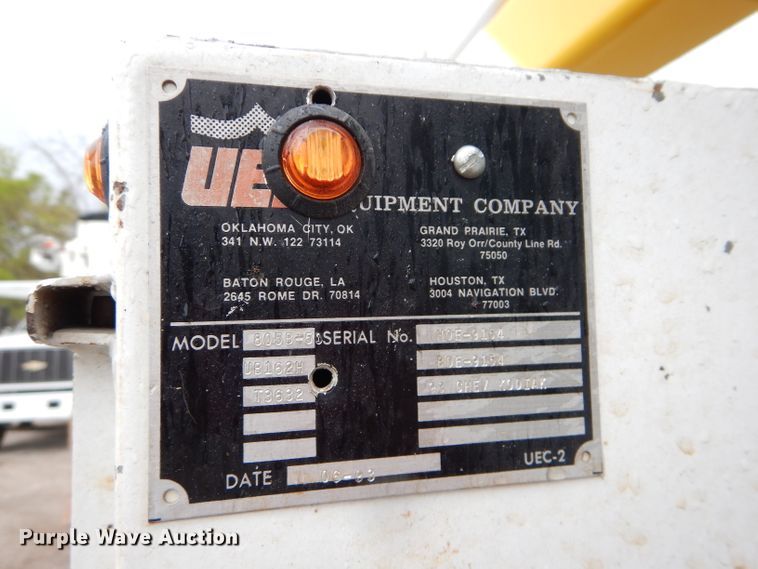 UE
QUIPMENT COMPANY
OKLAHOMA CITY, OK
341 N.W. 122 73114
GRAND PRAIRIE, TX
3320 Roy Orr/County Line Rd.
75050
BATON ROUGE, LA
2645 ROME DR. 70814
HOUSTON, TX
3004 NAVIGATION BLVD.
77003
MODEL SERIAL No.
UB162H
T3632 CHEV KODIAK
DATE
UEC-2
Purple Wave Auction